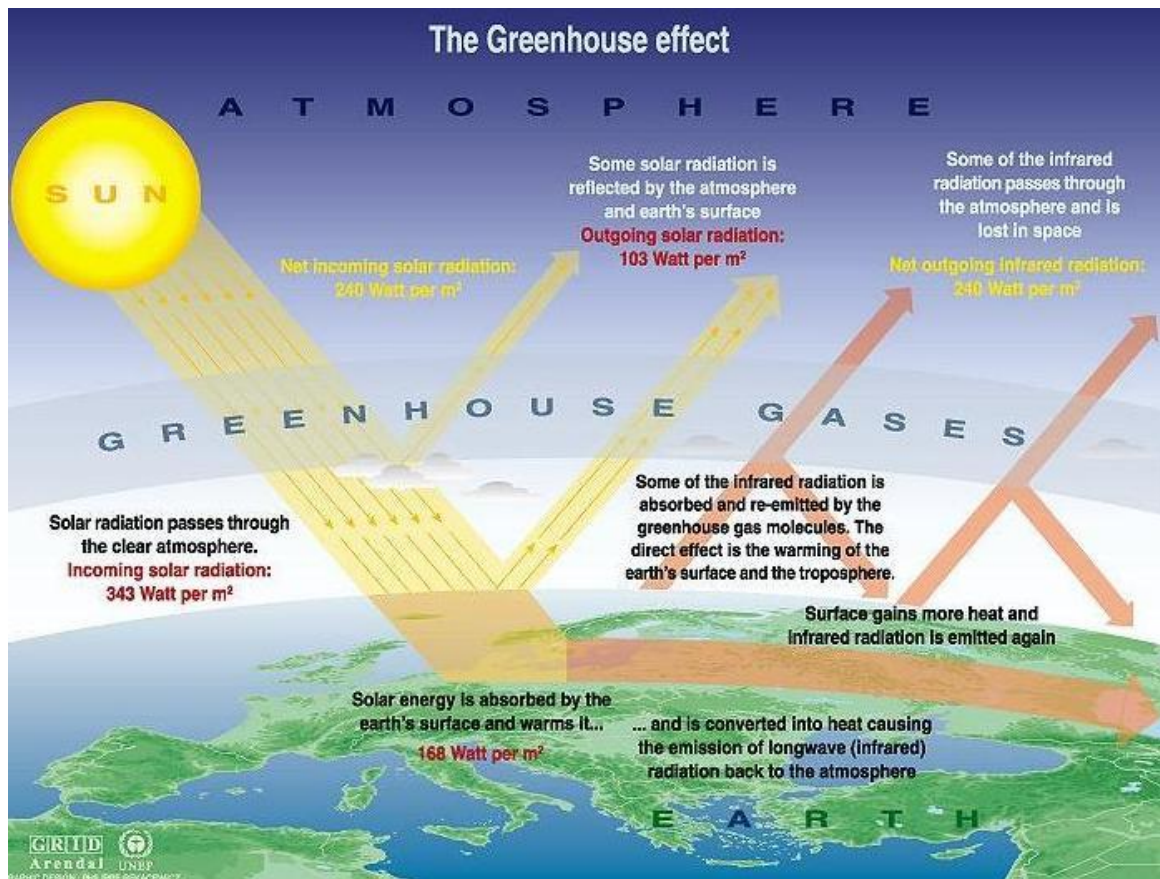 The Greenhouse effect
A T M O S P H E R E
S U N
Some solar radiation is
reflected by the atmosphere
and earth's surface
Outgoing solar radiation:
103 Watt per m²
Some of the infrared
radiation passes through
the atmosphere and is
lost in space
Net outgoing infrared radiation:
240 Watt per m²
Net incoming solar radiation:
240 Watt per m²
G R E E N H O U S E G A S E S
Solar radiation passes through
the clear atmosphere.
Incoming solar radiation:
343 Watt per m²
Some of the infrared radiation is
absorbed and re-emitted by the
greenhouse gas molecules. The
direct effect is the warming of the
earth's surface and the troposphere.
Surface gains more heat and
infrared radiation is emitted again
Solar energy is absorbed by the
earth's surface and warms it...
168 Watt per m²
... and is converted into heat causing
the emission of longwave (infrared)
radiation back to the atmosphere
E A R T H
GRID
Arendal UNEP